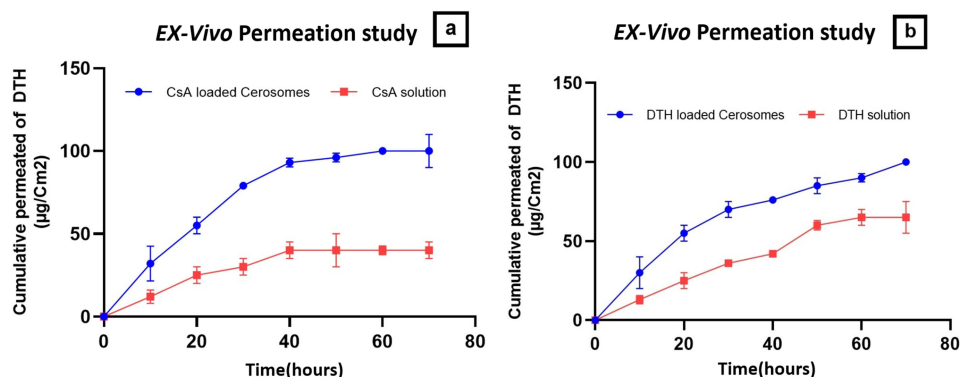 EX-Vivo Permeation study a
CsA loaded Cerosomes CsA solution
Cumulative permeated of DTH
(µg/Cm2)
150
100
50
0
0 20 40 60 80
Time(hours)
EX-Vivo Permeation study b
DTH loaded Cerosomes DTH solution
Cumulative permeated of DTH
(µg/Cm2)
150
100
50
0
0 20 40 60 80
Time(hours)